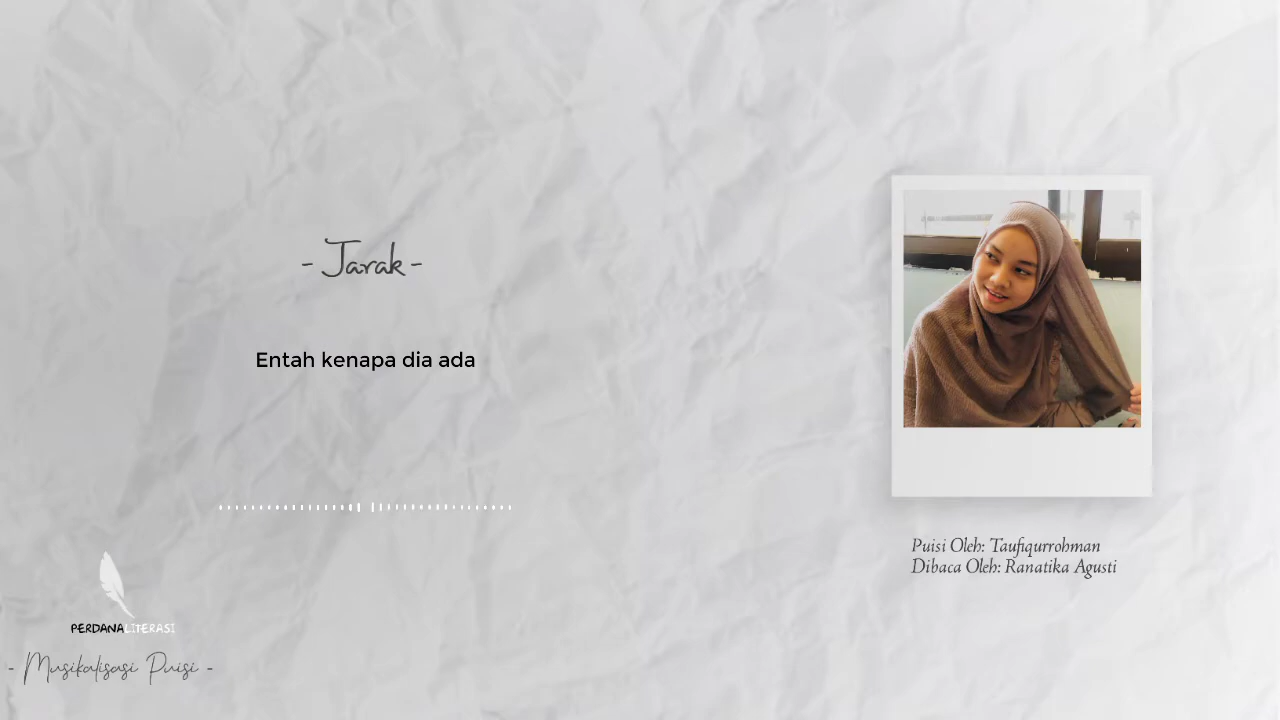 - Jarak -
Entah kenapa dia ada
Puisi Oleh: Taufiqurrohman
Dibaca Oleh: Ranatika Agusti
PERDANALITERASI
- Musikalisasi Puisi -